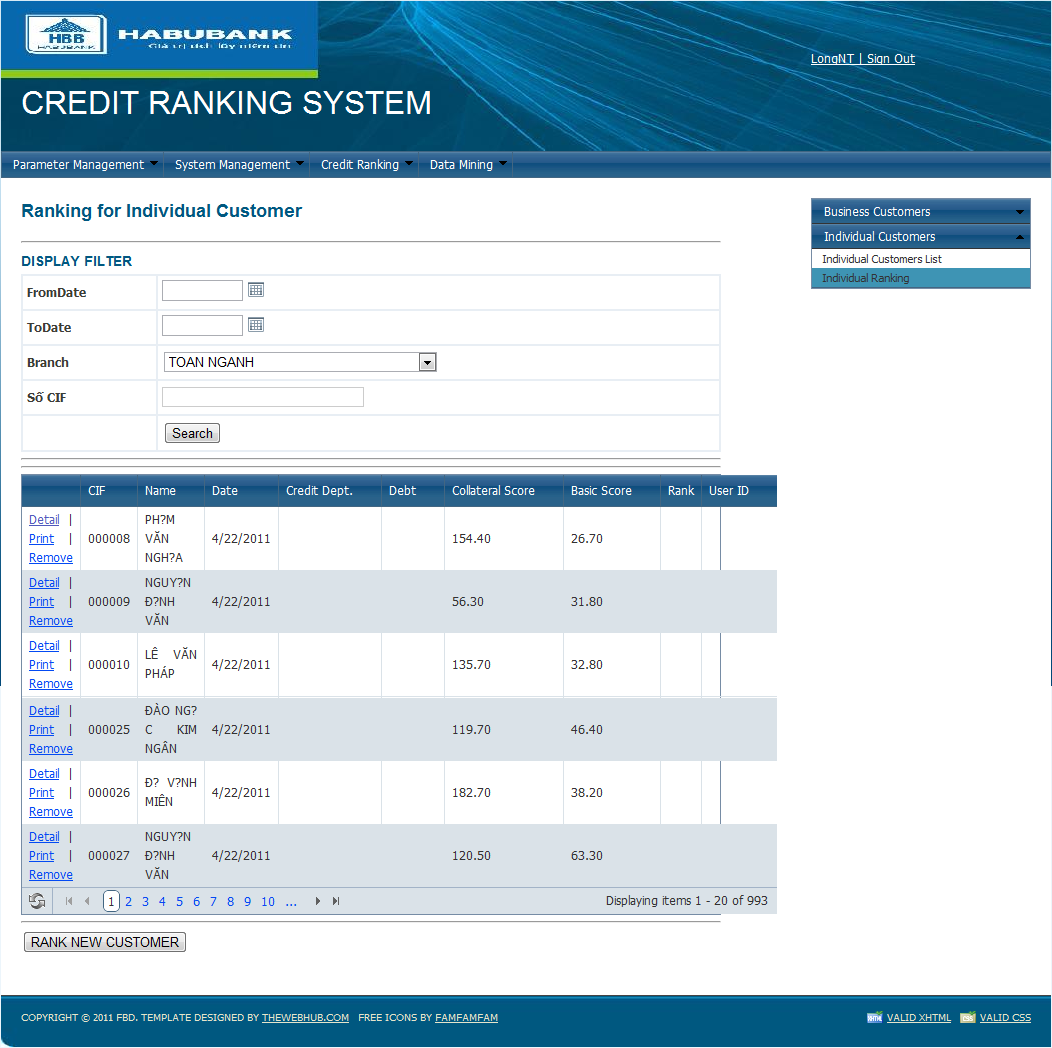 HBB
HABUBANK
HABUBANK
Giá trị tích lũy niềm tin
LongNT | Sign Out
CREDIT RANKING SYSTEM
Parameter Management System Management Credit Ranking Data Mining
Ranking for Individual Customer
Business Customers
Individual Customers
Individual Customers List
Individual Ranking
DISPLAY FILTER
FromDate
ToDate
Branch TOAN NGANH
Số CIF
Search
CIF Name Date Credit Dept. Debt Collateral Score Basic Score Rank User ID
Detail | PH?M
Print | 000008 VĂN 4/22/2011 154.40 26.70
Remove NGH?A
Detail | NGUY?N
Print | 000009 Đ?NH 4/22/2011 56.30 31.80
Remove VĂN
Detail |
LÊ VĂN
Print | 000010 4/22/2011 135.70 32.80
PHÁP
Remove
Detail | ĐÀO NG?
Print | 000025 C KIM 4/22/2011 119.70 46.40
Remove NGÂN
Detail |
Đ? V?NH
Print | 000026 4/22/2011 182.70 38.20
MIÊN
Remove
Detail | NGUY?N
Print | 000027 Đ?NH 4/22/2011 120.50 63.30
Remove VĂN
1 2 3 4 5 6 7 8 9 10 ... Displaying items 1 - 20 of 993
RANK NEW CUSTOMER
COPYRIGHT © 2011 FBD. TEMPLATE DESIGNED BY THEWEBHUB.COM FREE ICONS BY FAMFAMFAM VALID XHTML VALID CSS